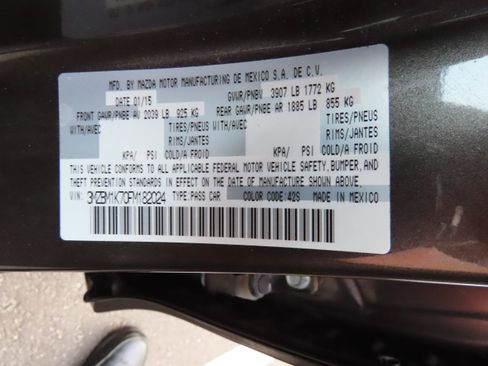 MFD. BY MAZDA MOTOR MANUFACTURING DE MEXICO S.A. DE C.V.
DATE 01/15 GVWR/PNBV 3907 LB 1772 KG
FRONT GAWR/PNBE AV 2039 LB 925 KG REAR GAWR/PNBE AR 1885 LB 855 KG
WITH/AVEC TIRES/PNEUS WITH/AVEC TIRES/PNEUS
RIMS/JANTES RIMS/JANTES
KPA/ PSI COLD/A FROID KPA/ PSI COLD/A FROID
THIS VEHICLE CONFORMS TO ALL APPLICABLE FEDERAL MOTOR VEHICLE SAFETY, BUMPER, AND
THEFT PREVENTION STANDARDS IN EFFECT ON THE DATE OF MANUFACTURE SHOWN ABOVE.
VIN: 3MZBM1K70FM182024 TYPE: PASS CAR COLOR CODE: 42S MADE IN MEXICO